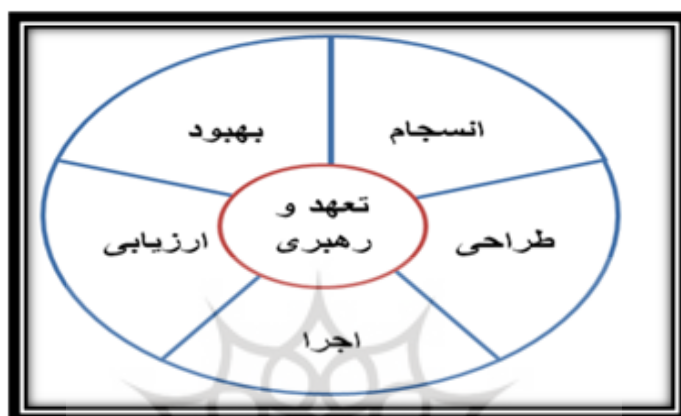 انسجام
بهبود
تعهد و
رهبری
طراحی
ارزیابی
اجرا